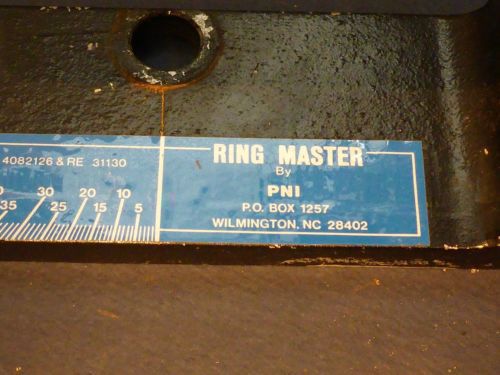 4082126 & RE 31130
30 20 10
35 25 15 5
RING MASTER
By
PNI
P.O. BOX 1257
WILMINGTON, NC 28402